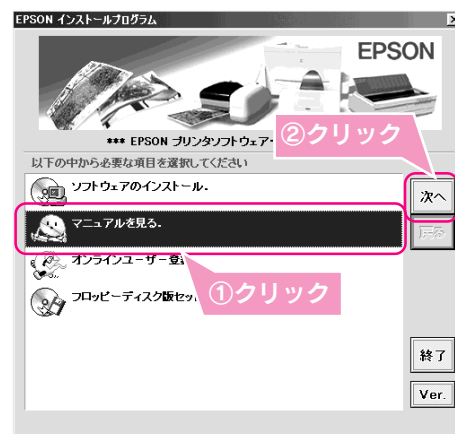 EPSON インストールプログラム
EPSON
*** EPSON プリンタソフトウェア・
②クリック
以下の中から必要な項目を選択してください
ソフトウェアのインストール.
次へ
マニュアルを見る.
戻る
オンラインユーザー登
①クリック
フロッピーディスク版セッ
終了
Ver.